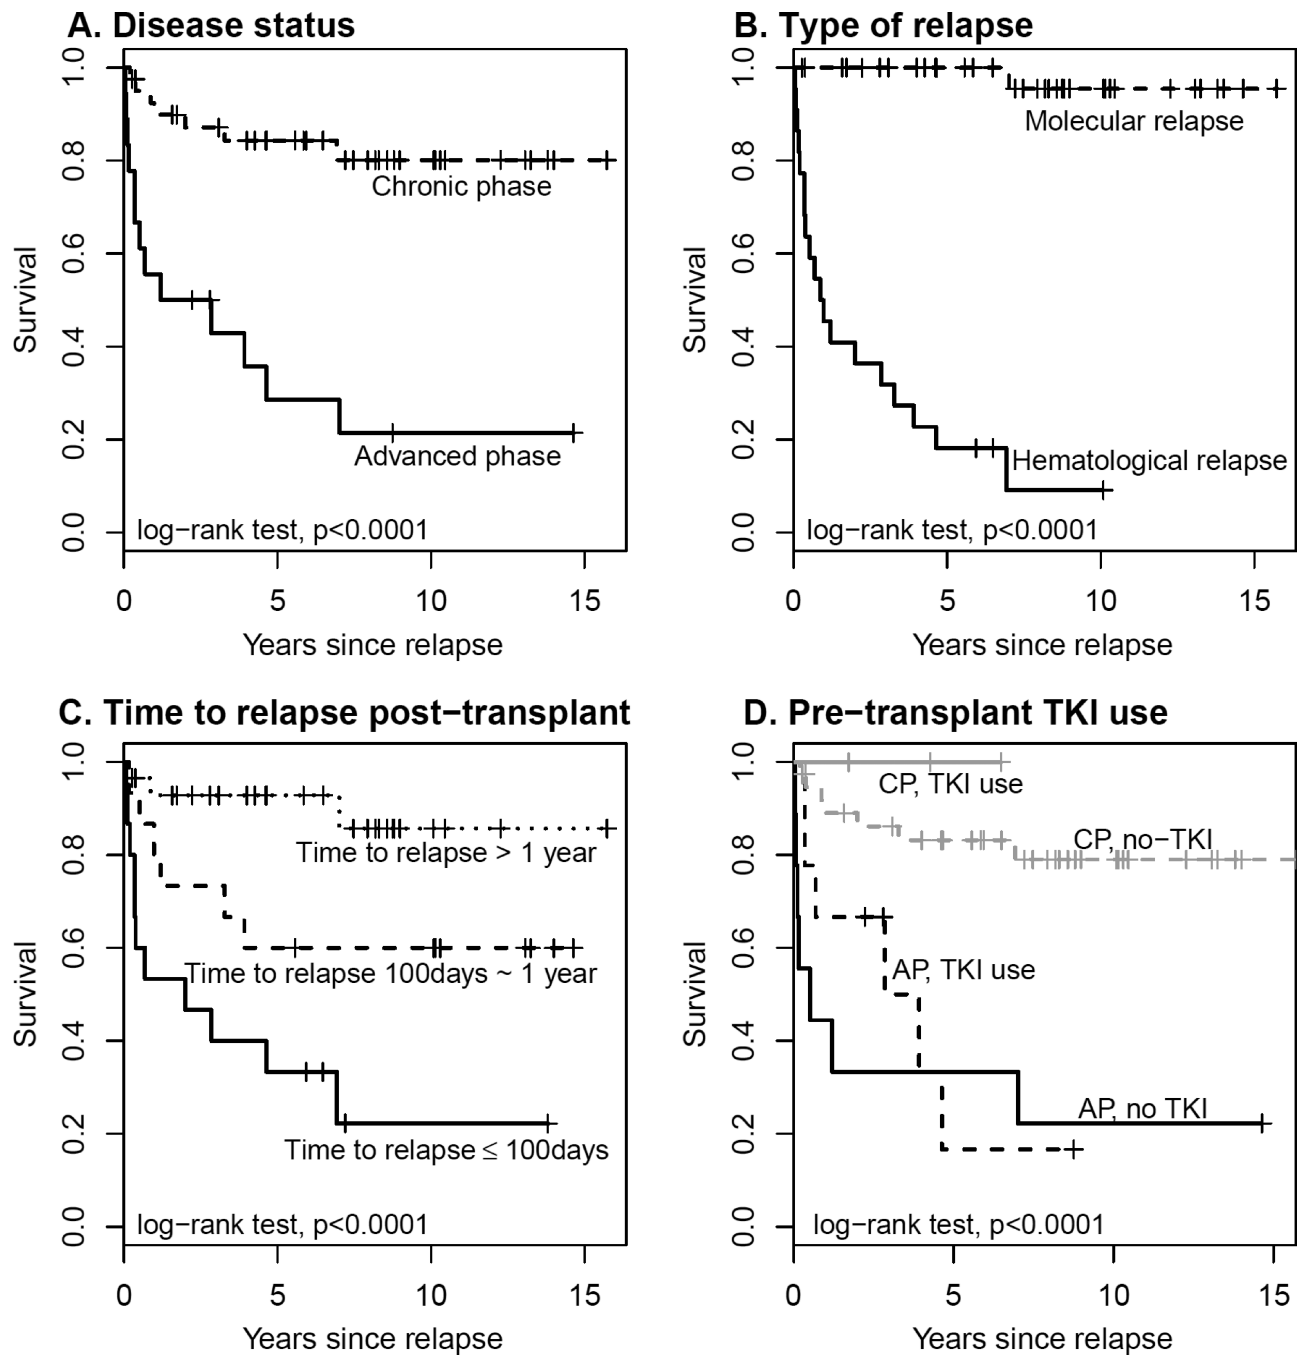 A. Disease status
1.0
0.8
0.6
0.4
0.2
0.0
Survival
Chronic phase
Advanced phase
log−rank test, p<0.0001
0 5 10 15
Years since relapse
B. Type of relapse
1.0
0.8
0.6
0.4
0.2
0.0
Survival
Molecular relapse
Hematological relapse
log−rank test, p<0.0001
0 5 10 15
Years since relapse
C. Time to relapse post−transplant
1.0
0.8
0.6
0.4
0.2
0.0
Survival
Time to relapse > 1 year
Time to relapse 100days ~ 1 year
Time to relapse ≤ 100days
log−rank test, p<0.0001
0 5 10 15
Years since relapse
D. Pre−transplant TKI use
1.0
0.8
0.6
0.4
0.2
0.0
Survival
CP, TKI use
CP, no−TKI
AP, TKI use
AP, no TKI
log−rank test, p<0.0001
0 5 10 15
Years since relapse